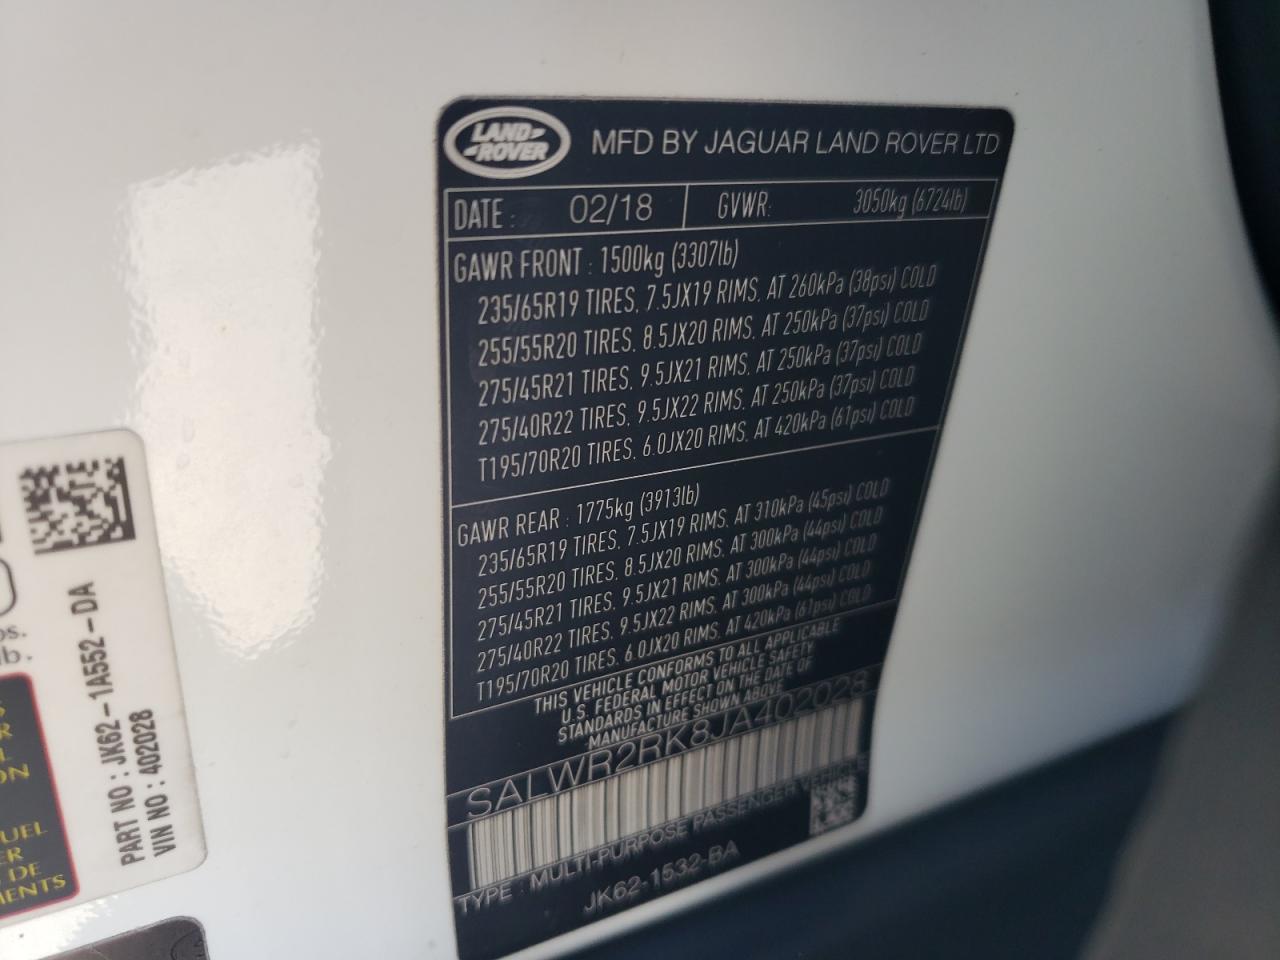 LAND-
-ROVER
MFD BY JAGUAR LAND ROVER LTD
DATE : 02/18 GVWR: 3050kg (6724lb)
GAWR FRONT : 1500kg (3307lb)
235/65R19 TIRES, 7.5JX19 RIMS, AT 260kPa (38psi) COLD
255/55R20 TIRES, 8.5JX20 RIMS, AT 250kPa (37psi) COLD
275/45R21 TIRES, 9.5JX21 RIMS, AT 250kPa (37psi) COLD
275/40R22 TIRES, 9.5JX22 RIMS, AT 250kPa (37psi) COLD
T195/70R20 TIRES, 6.0JX20 RIMS, AT 420kPa (61psi) COLD
GAWR REAR : 1775kg (3913lb)
235/65R19 TIRES, 7.5JX19 RIMS, AT 310kPa (45psi) COLD
255/55R20 TIRES, 8.5JX20 RIMS, AT 300kPa (44psi) COLD
275/45R21 TIRES, 9.5JX21 RIMS, AT 300kPa (44psi) COLD
275/40R22 TIRES, 9.5JX22 RIMS, AT 300kPa (44psi) COLD
T195/70R20 TIRES, 6.0JX20 RIMS, AT 420kPa (61psi) COLD
THIS VEHICLE CONFORMS TO ALL APPLICABLE
U.S. FEDERAL MOTOR VEHICLE SAFETY
STANDARDS IN EFFECT ON THE DATE OF
MANUFACTURE SHOWN ABOVE
SALWR2RK8JA402028
TYPE : MULTI-PURPOSE PASSENGER VEHICLE
JK62-1532-BA
PART NO : JK62-1A552-DA
VIN NO : 402028
lb.
UEL
DE